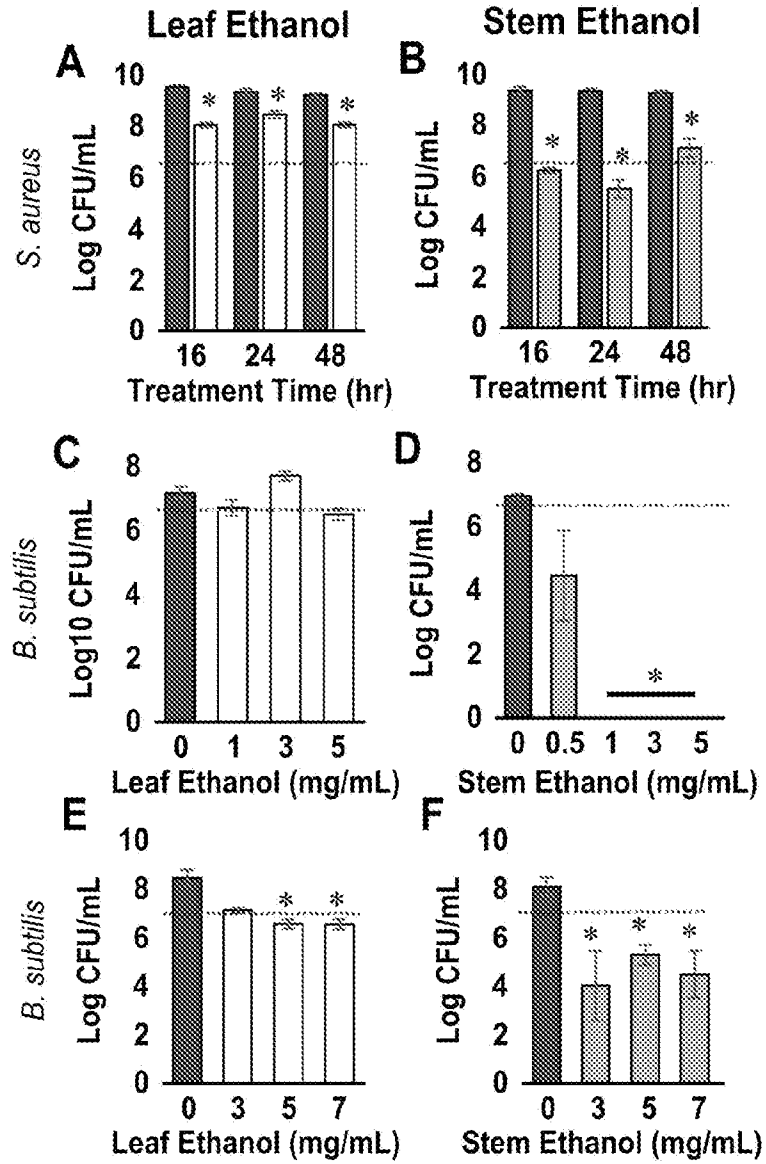 Leaf Ethanol
Stem Ethanol
A
S. aureus
Log CFU/mL
10
8
6
4
2
0
* * *
16 24 48
Treatment Time (hr)
B
Log CFU/mL
10
8
6
4
2
0
* * *
16 24 48
Treatment Time (hr)
C
B. subtilis
Log10 CFU/mL
8
6
4
2
0
0 1 3 5
Leaf Ethanol (mg/mL)
D
Log CFU/mL
8
6
4
2
0
*
0 0.5 1 3 5
Stem Ethanol (mg/mL)
E
B. subtilis
Log CFU/mL
10
8
6
4
2
0
* *
0 3 5 7
Leaf Ethanol (mg/mL)
F
Log CFU/mL
10
8
6
4
2
0
* * *
0 3 5 7
Stem Ethanol (mg/mL)